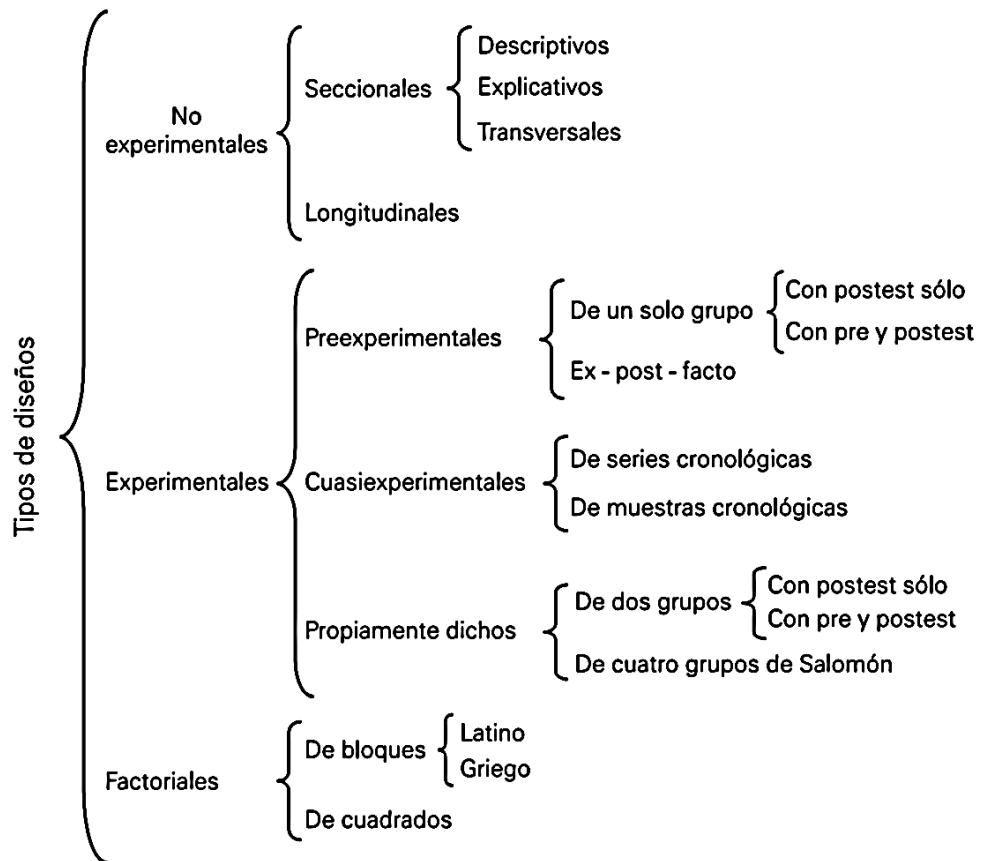 Tipos de diseños
No
experimentales
Seccionales
Descriptivos
Explicativos
Transversales
Longitudinales
Experimentales
Preexperimentales
De un solo grupo
Con postest sólo
Con pre y postest
Ex - post - facto
Cuasiexperimentales
De series cronológicas
De muestras cronológicas
Propiamente dichos
De dos grupos
Con postest sólo
Con pre y postest
De cuatro grupos de Salomón
Factoriales
De bloques
Latino
Griego
De cuadrados